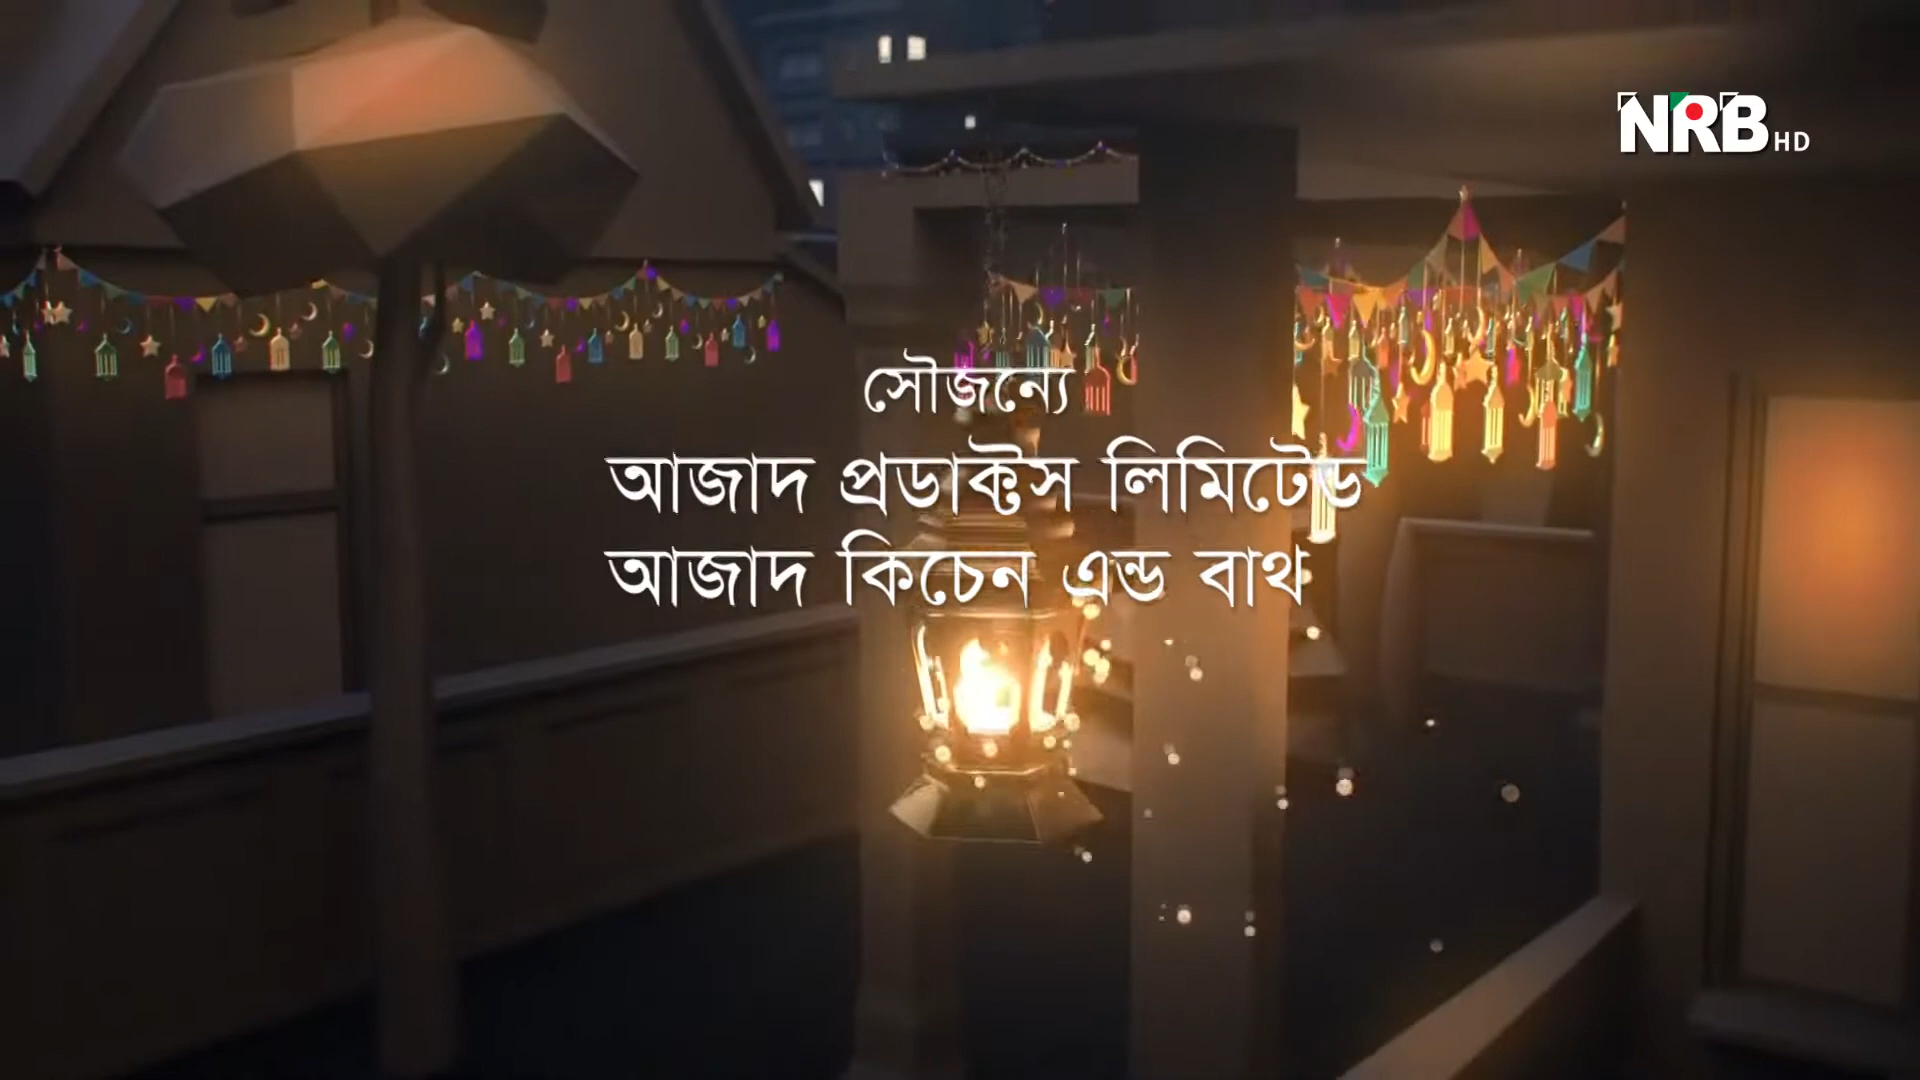 NRB HD
সৌজন্যে
আজাদ প্রডাক্টস লিমিটেড
আজাদ কিচেন এন্ড বাথ